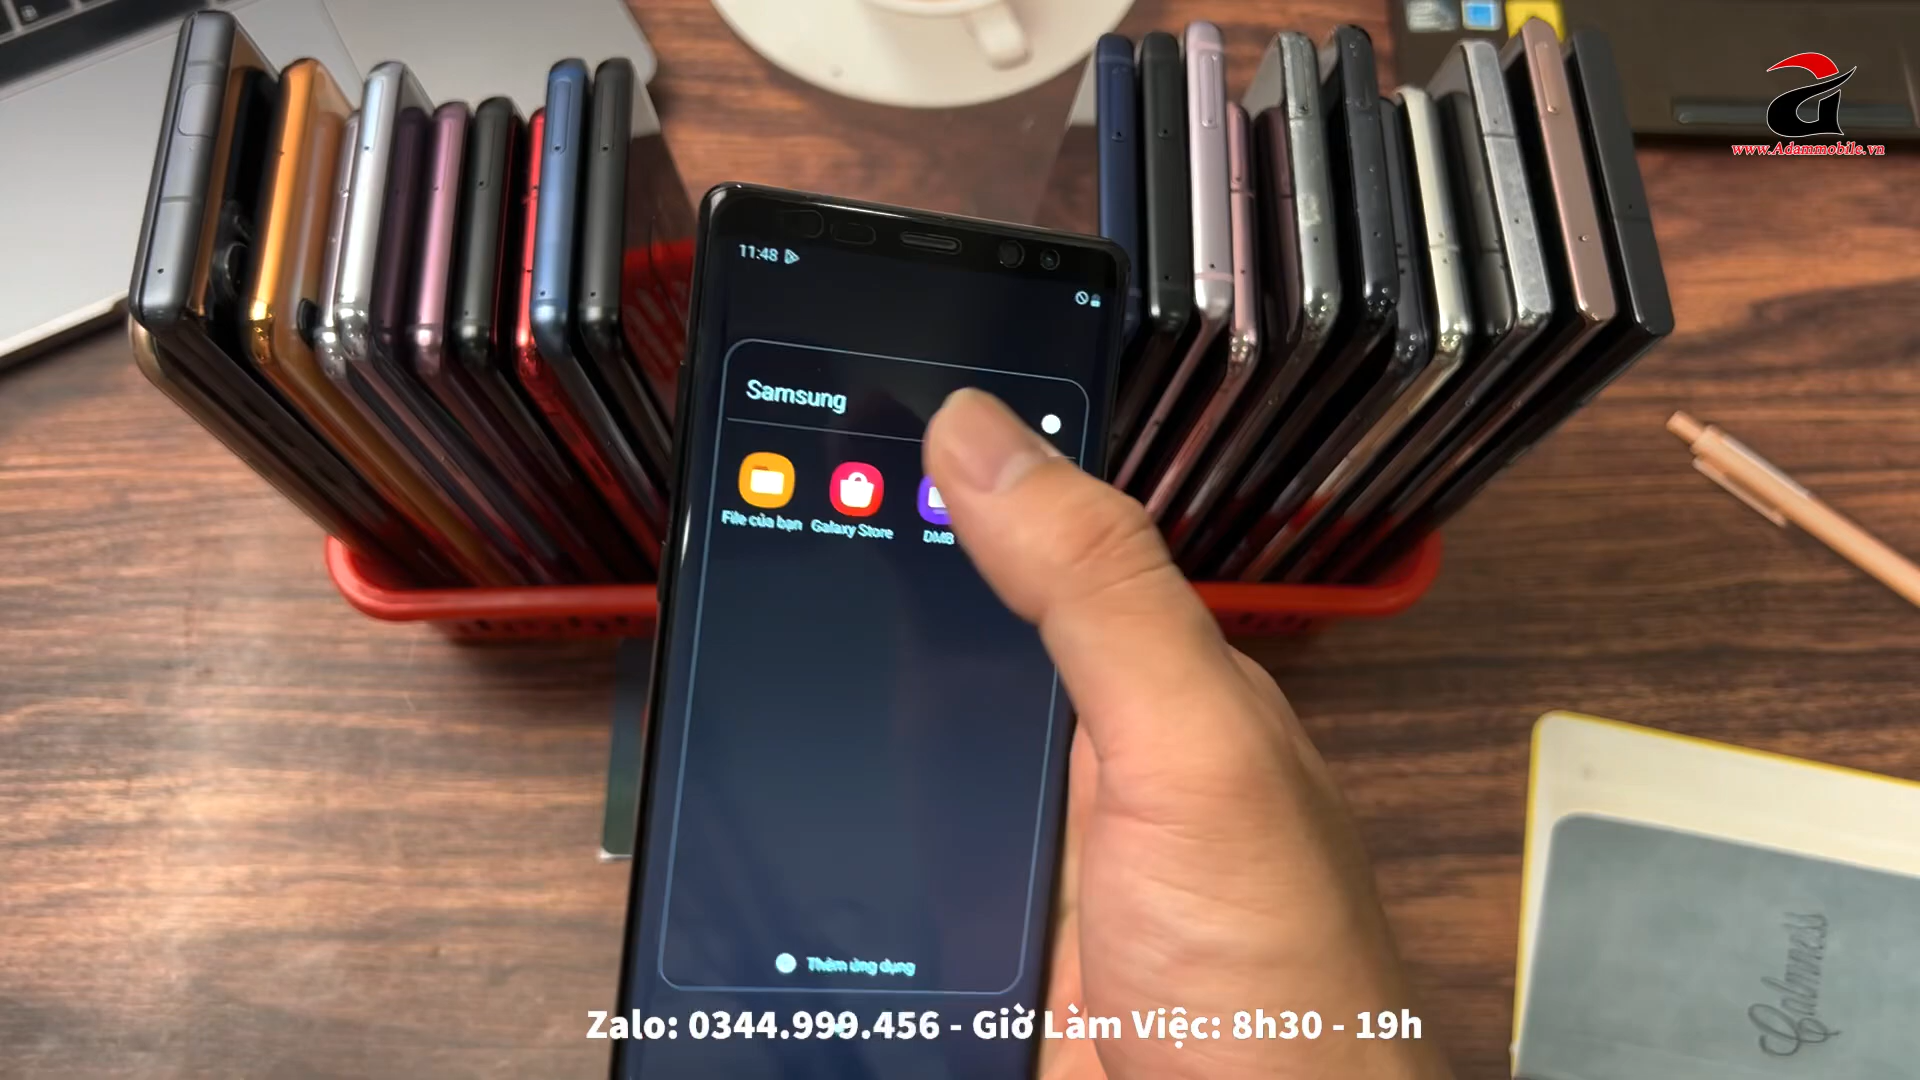 www.Adammobile.vn
11:48
Samsung
File của bạn
Galaxy Store
DMB
Thêm ứng dụng
Calmness
Zalo: 0344.999.456 - Giờ Làm Việc: 8h30 - 19h